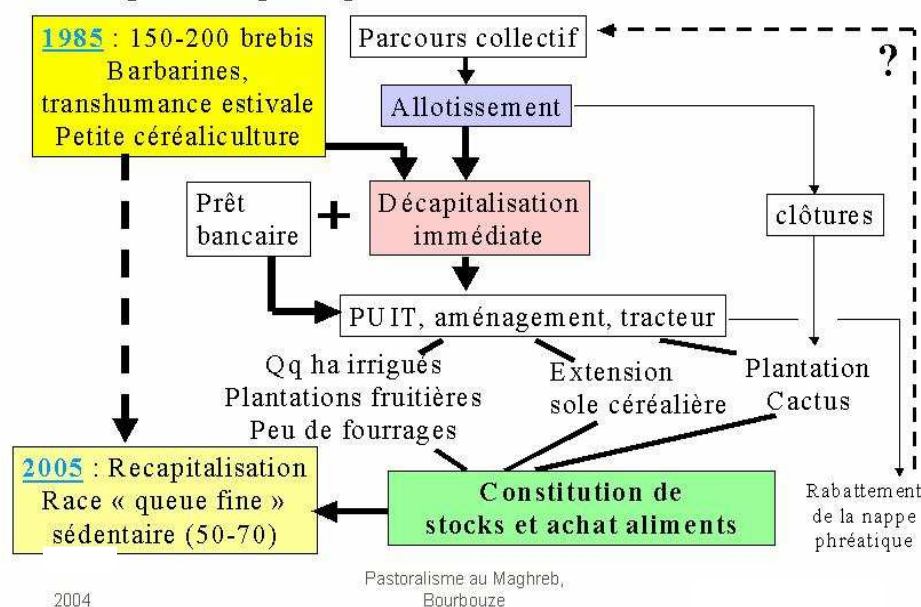 1985 : 150-200 brebis
Barbarines,
transhumance estivale
Petite céréaliculture
Parcours collectif
?
Allotissement
Prêt
bancaire
+
Décapitalisation
immédiate
clôtures
PUIT, aménagement, tracteur
Qq ha irrigués
Plantations fruitières
Peu de fourrages
Extension
sole céréalière
Plantation
Cactus
2005 : Recapitalisation
Race « queue fine »
sédentaire (50-70)
Constitution de
stocks et achat aliments
Rabattement
de la nappe
phréatique
2004
Pastoralisme au Maghreb,
Bourbouze